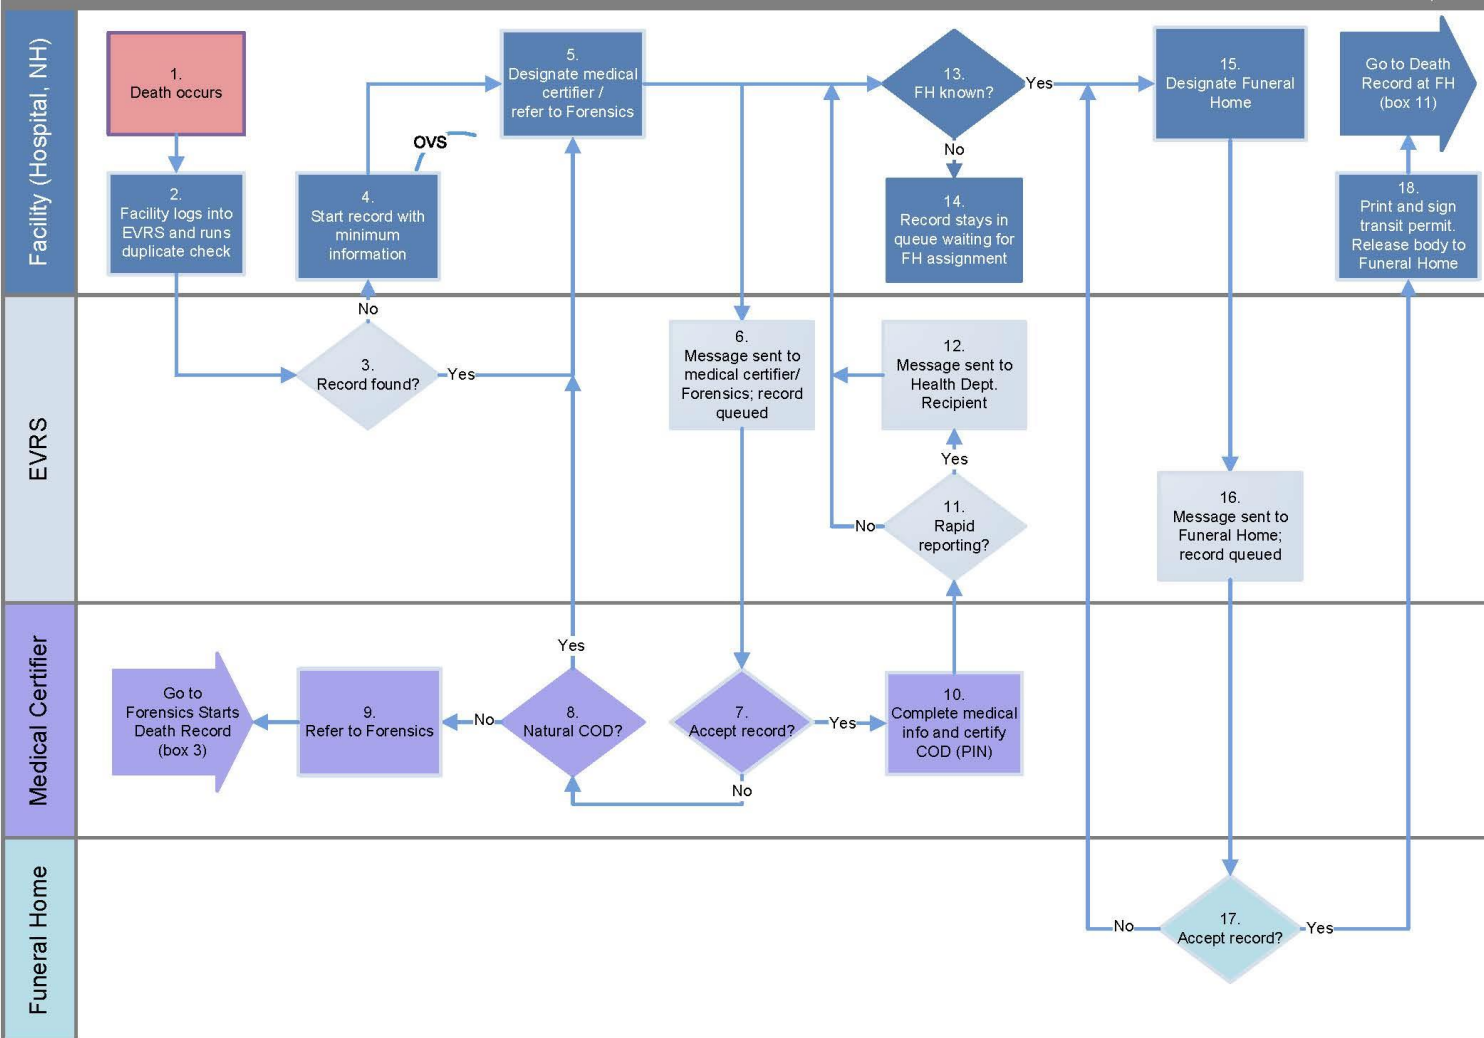 Facility (Hospital, NH)
1.
Death occurs
2.
Facility logs into
EVRS and runs
duplicate check
OVS
4.
Start record with
minimum
information
No
5.
Designate medical
certifier /
refer to Forensics
13.
FH known?
Yes
No
14.
Record stays in
queue waiting for
FH assignment
15.
Designate Funeral
Home
Go to Death
Record at FH
(box 11)
18.
Print and sign
transit permit.
Release body to
Funeral Home
EVRS
3.
Record found?
Yes
6.
Message sent to
medical certifier/
Forensics; record
queued
12.
Message sent to
Health Dept.
Recipient
Yes
11.
Rapid
reporting?
No
16.
Message sent to
Funeral Home;
record queued
Medical Certifier
Go to
Forensics Starts
Death Record
(box 3)
9.
Refer to Forensics
No
Yes
8.
Natural COD?
7.
Accept record?
Yes
No
10.
Complete medical
info and certify
COD (PIN)
Funeral Home
No
17.
Accept record?
Yes